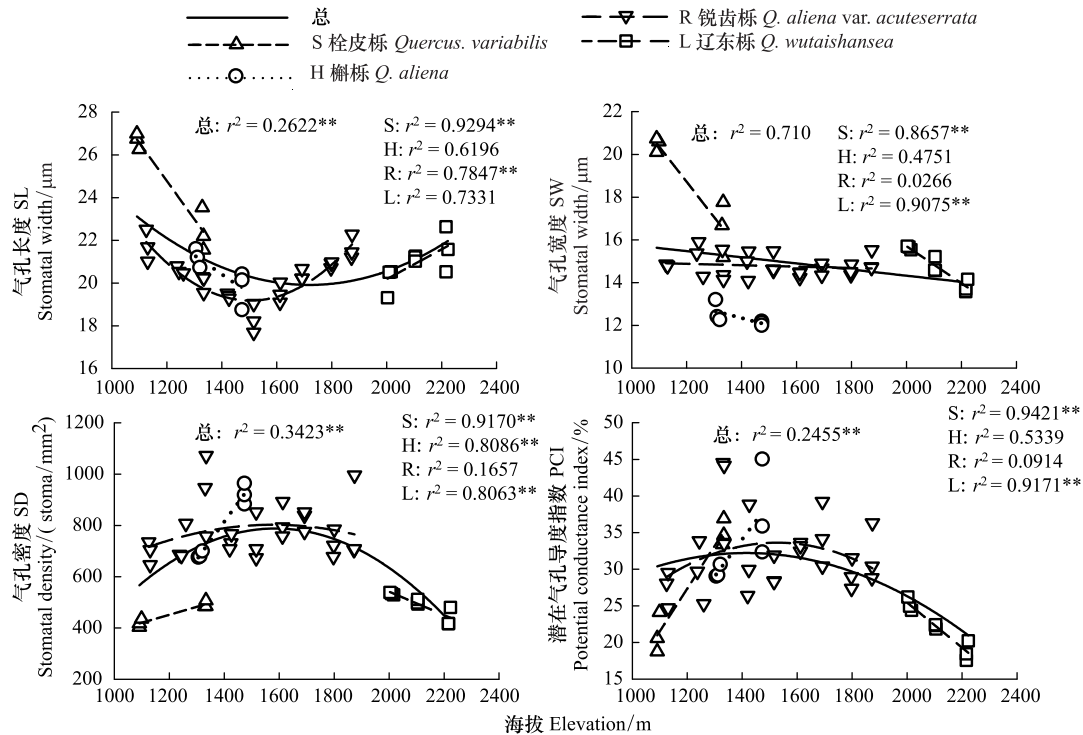 总
S 栓皮栎 Quercus. variabilis
H 槲栎 Q. aliena
R 锐齿栎 Q. aliena var. acuteserrata
L 辽东栎 Q. wutaishansea
气孔长度 SL
Stomatal width/μm
28
26
24
22
20
18
16
总: r² = 0.2622**
S: r² = 0.9294**
H: r² = 0.6196
R: r² = 0.7847**
L: r² = 0.7331
1000 1200 1400 1600 1800 2000 2200 2400
气孔宽度 SW
Stomatal width/μm
22
20
18
16
14
12
10
总: r² = 0.710
S: r² = 0.8657**
H: r² = 0.4751
R: r² = 0.0266
L: r² = 0.9075**
1000 1200 1400 1600 1800 2000 2200 2400
气孔密度 SD
Stomatal density/( stoma/mm²)
1200
1000
800
600
400
200
总: r² = 0.3423**
S: r² = 0.9170**
H: r² = 0.8086**
R: r² = 0.1657
L: r² = 0.8063**
1000 1200 1400 1600 1800 2000 2200 2400
潜在气孔导度指数 PCI
Potential conductance index/%
50
45
40
35
30
25
20
15
总: r² = 0.2455**
S: r² = 0.9421**
H: r² = 0.5339
R: r² = 0.0914
L: r² = 0.9171**
1000 1200 1400 1600 1800 2000 2200 2400
海拔 Elevation/m